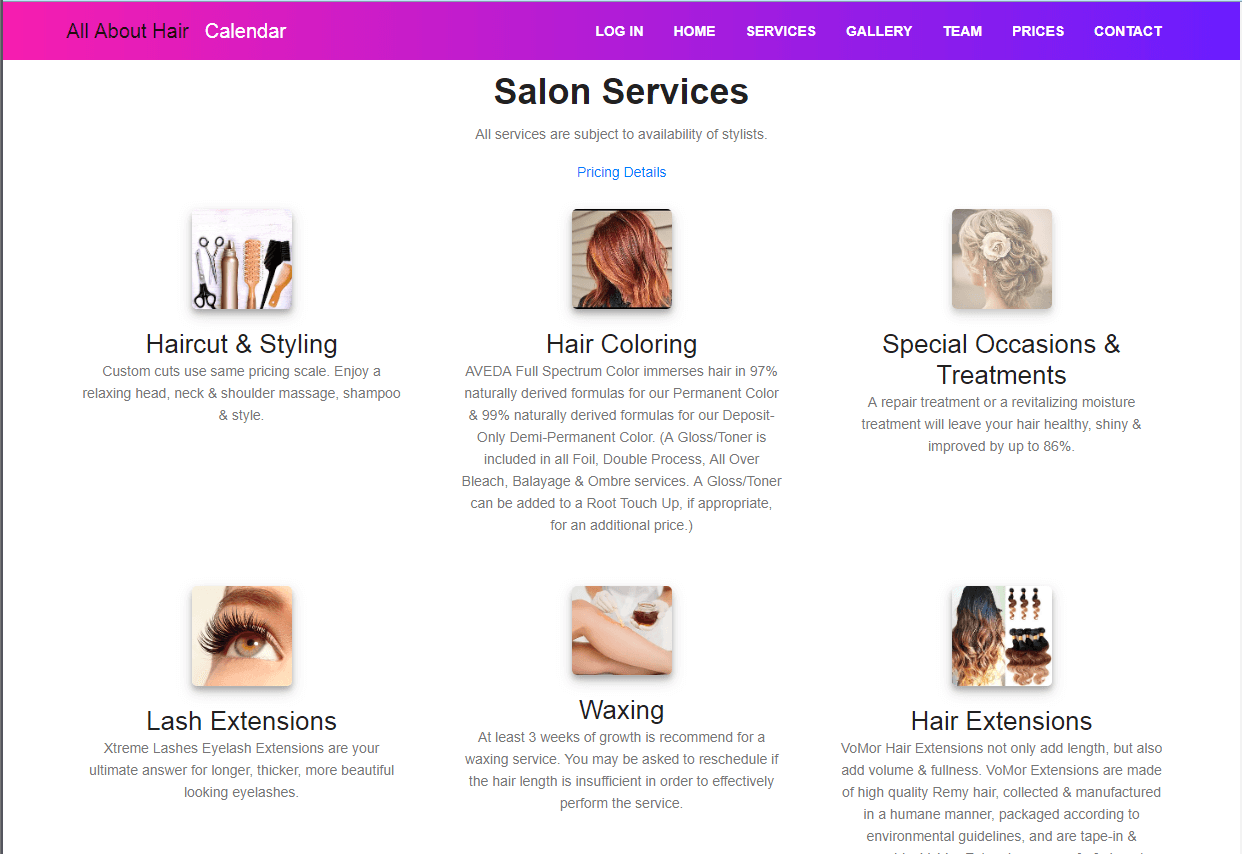 All About Hair Calendar LOG IN HOME SERVICES GALLERY TEAM PRICES CONTACT
Salon Services
All services are subject to availability of stylists.
Pricing Details
Haircut & Styling
Custom cuts use same pricing scale. Enjoy a
relaxing head, neck & shoulder massage, shampoo
& style.
Hair Coloring
AVEDA Full Spectrum Color immerses hair in 97%
naturally derived formulas for our Permanent Color
& 99% naturally derived formulas for our Deposit-
Only Demi-Permanent Color. (A Gloss/Toner is
included in all Foil, Double Process, All Over
Bleach, Balayage & Ombre services. A Gloss/Toner
can be added to a Root Touch Up, if appropriate,
for an additional price.)
Special Occasions &
Treatments
A repair treatment or a revitalizing moisture
treatment will leave your hair healthy, shiny &
improved by up to 86%.
Lash Extensions
Xtreme Lashes Eyelash Extensions are your
ultimate answer for longer, thicker, more beautiful
looking eyelashes.
Waxing
At least 3 weeks of growth is recommend for a
waxing service. You may be asked to reschedule if
the hair length is insufficient in order to effectively
perform the service.
Hair Extensions
VoMor Hair Extensions not only add length, but also
add volume & fullness. VoMor Extensions are made
of high quality Remy hair, collected & manufactured
in a humane manner, packaged according to
environmental guidelines, and are tape-in &